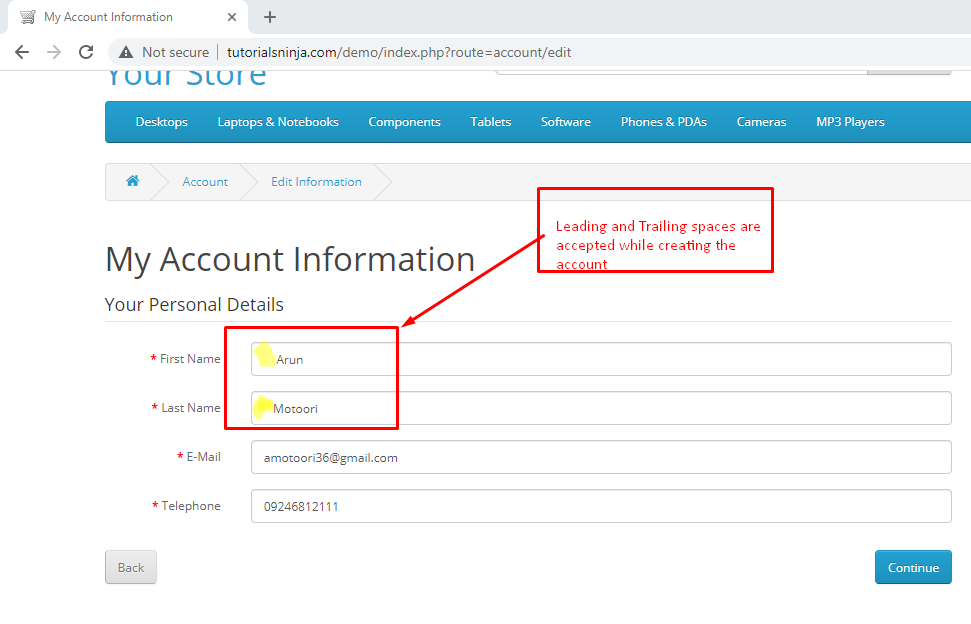 My Account Information
Not secure | tutorialsninja.com/demo/index.php?route=account/edit
Your Store
Desktops Laptops & Notebooks Components Tablets Software Phones & PDAs Cameras MP3 Players
Account Edit Information
Leading and Trailing spaces are
accepted while creating the
account
My Account Information
Your Personal Details
* First Name Arun
* Last Name Motoori
* E-Mail amotoori36@gmail.com
* Telephone 09246812111
Back Continue